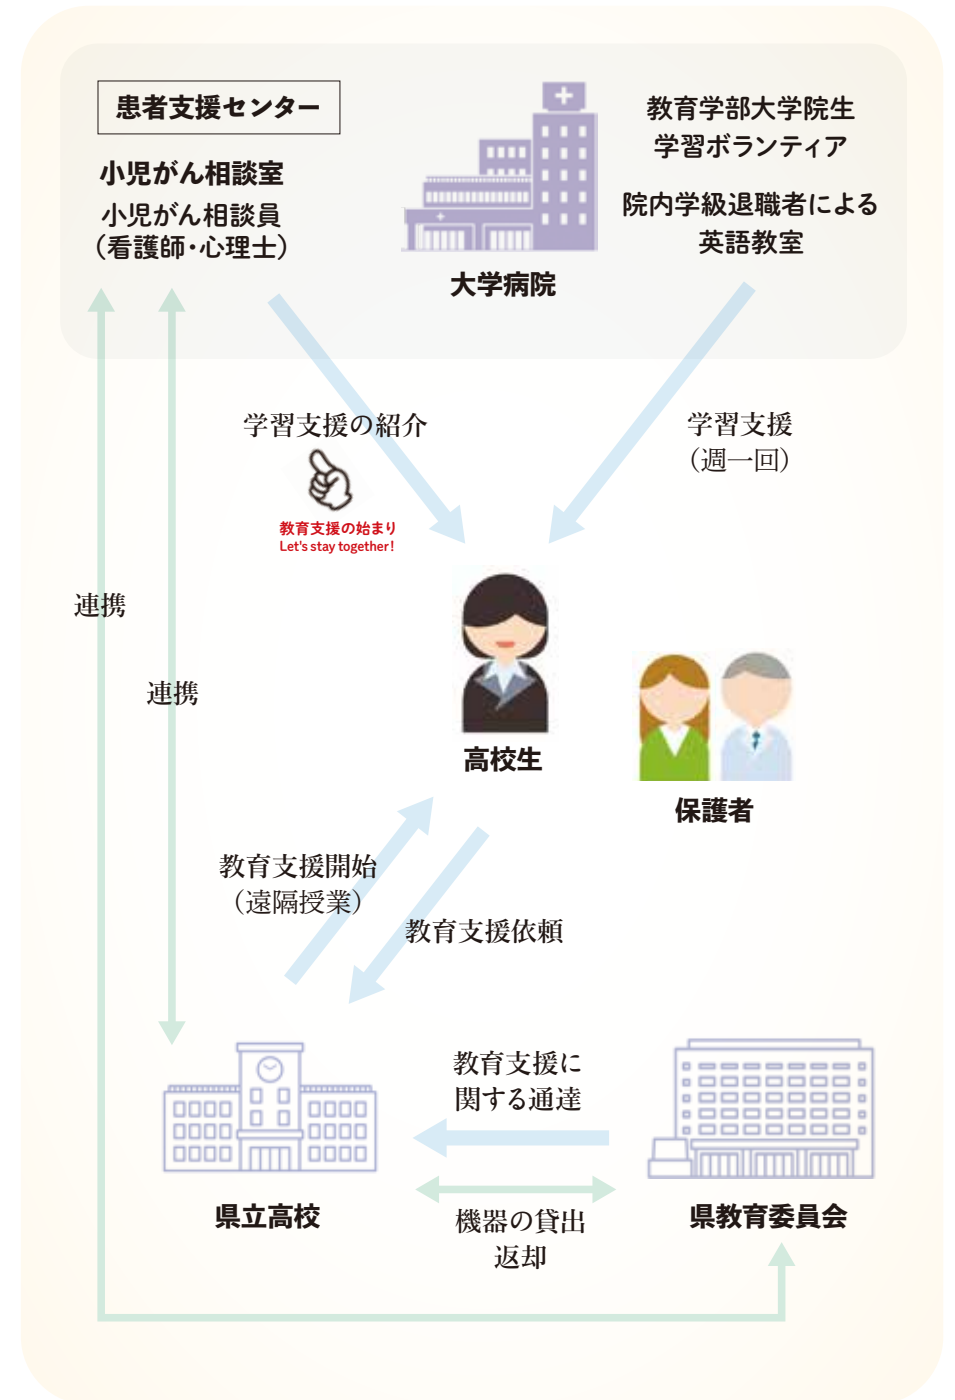 患者支援センター
小児がん相談室
小児がん相談員
（看護師・心理士）
大学病院
教育学部大学院生
学習ボランティア
院内学級退職者による
英語教室
学習支援の紹介
教育支援の始まり
Let's stay together!
学習支援
（週一回）
連携
連携
高校生
保護者
教育支援開始
（遠隔授業）
教育支援依頼
教育支援に
関する通達
機器の貸出
返却
県立高校
県教育委員会